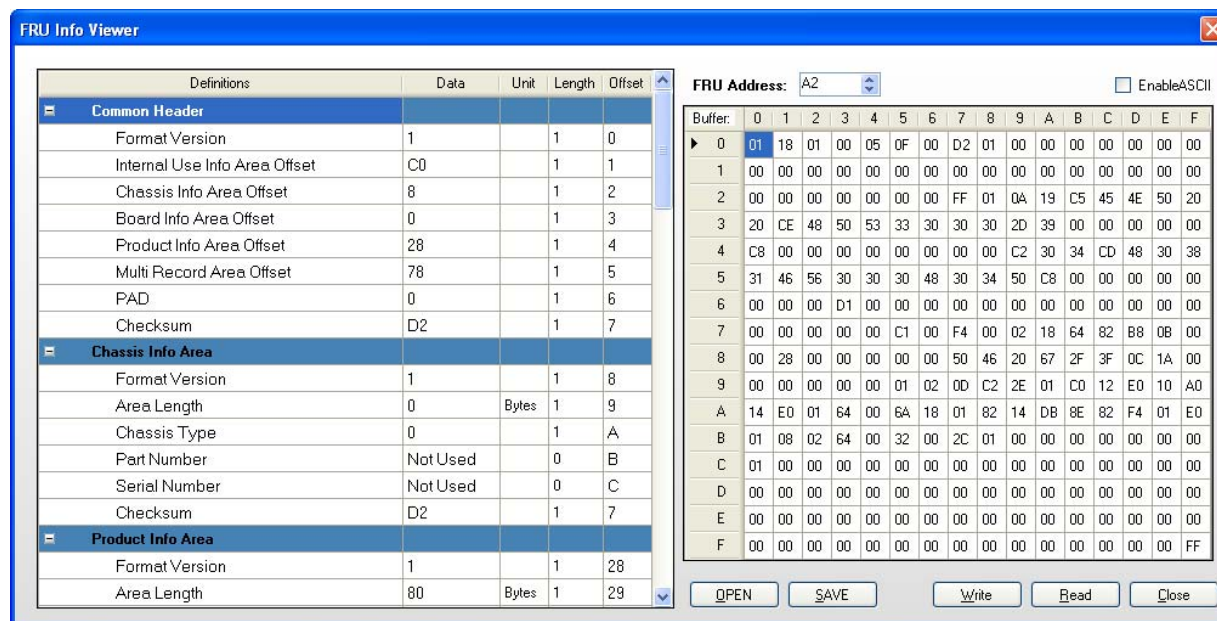 FRU Info Viewer
Definitions Data Unit Length Offset
Common Header
Format Version 1 1 0
Internal Use Info Area Offset C0 1 1
Chassis Info Area Offset 8 1 2
Board Info Area Offset 0 1 3
Product Info Area Offset 28 1 4
Multi Record Area Offset 78 1 5
PAD 0 1 6
Checksum D2 1 7
Chassis Info Area
Format Version 1 1 8
Area Length 0 Bytes 1 9
Chassis Type 0 1 A
Part Number Not Used 0 B
Serial Number Not Used 0 C
Checksum D2 1 7
Product Info Area
Format Version 1 1 28
Area Length 80 Bytes 1 29
FRU Address: A2 EnableASCII
Buffer: 0 1 2 3 4 5 6 7 8 9 A B C D E F
0 01 18 01 00 05 0F 00 D2 01 00 00 00 00 00 00 00
1 00 00 00 00 00 00 00 00 00 00 00 00 00 00 00 00
2 00 00 00 00 00 00 00 FF 01 0A 19 C5 45 4E 50 20
3 20 CE 48 50 53 33 30 30 30 2D 39 00 00 00 00 00
4 C8 00 00 00 00 00 00 00 00 C2 30 34 CD 48 30 38
5 31 46 56 30 30 30 48 30 34 50 C8 00 00 00 00 00
6 00 00 00 D1 00 00 00 00 00 00 00 00 00 00 00 00
7 00 00 00 00 00 C1 00 F4 00 02 18 64 82 B8 0B 00
8 00 28 00 00 00 00 00 50 46 20 67 2F 3F 0C 1A 00
9 00 00 00 00 00 01 02 0D C2 2E 01 C0 12 E0 10 A0
A 14 E0 01 64 00 6A 18 01 82 14 DB 8E 82 F4 01 E0
B 01 08 02 64 00 32 00 2C 01 00 00 00 00 00 00 00
C 01 00 00 00 00 00 00 00 00 00 00 00 00 00 00 00
D 00 00 00 00 00 00 00 00 00 00 00 00 00 00 00 00
E 00 00 00 00 00 00 00 00 00 00 00 00 00 00 00 00
F 00 00 00 00 00 00 00 00 00 00 00 00 00 00 00 FF
OPEN SAVE Write Read Close